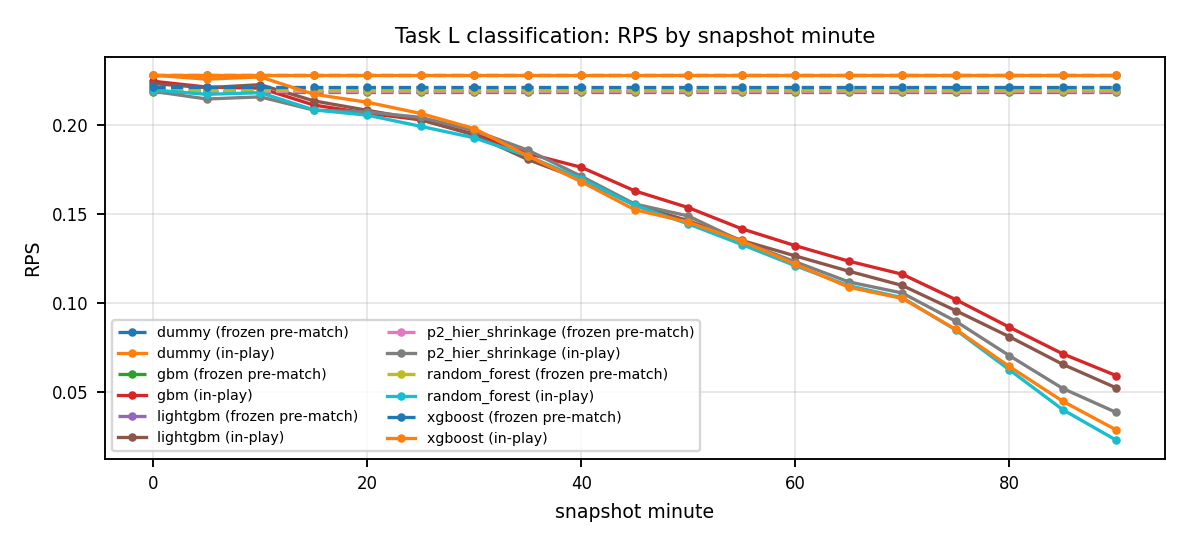 Task L classification: RPS by snapshot minute
RPS
0.20
0.15
0.10
0.05
dummy (frozen pre-match)
dummy (in-play)
gbm (frozen pre-match)
gbm (in-play)
lightgbm (frozen pre-match)
lightgbm (in-play)
p2_hier_shrinkage (frozen pre-match)
p2_hier_shrinkage (in-play)
random_forest (frozen pre-match)
random_forest (in-play)
xgboost (frozen pre-match)
xgboost (in-play)
0 20 40 60 80
snapshot minute